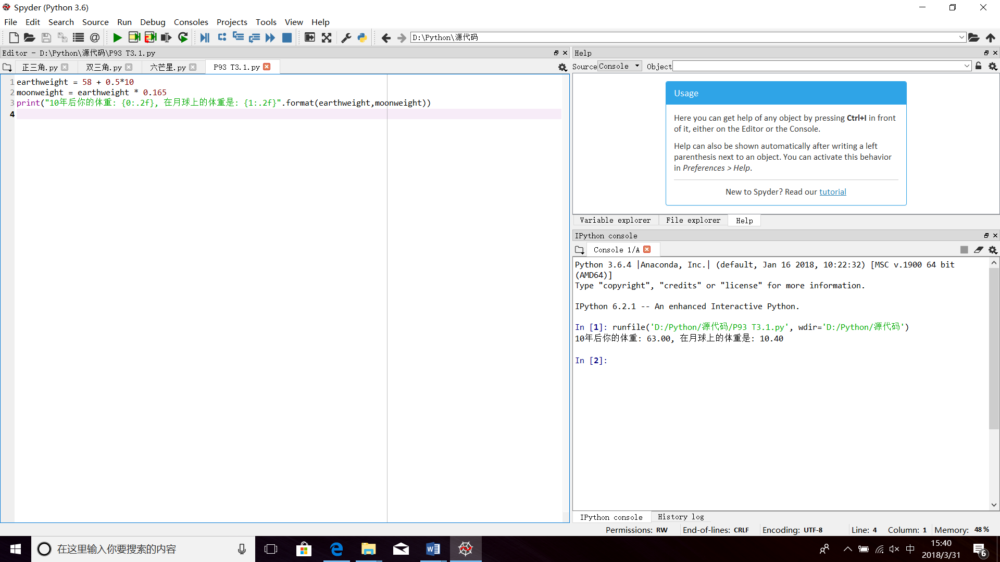 Spyder (Python 3.6)
File Edit Search Source Run Debug Consoles Projects Tools View Help
D:\Python\源代码
Editor - D:\Python\源代码\P93 T3.1.py
正三角.py 双三角.py 六芒星.py P93 T3.1.py
1 earthweight = 58 + 0.5*10
2 moonweight = earthweight * 0.165
3 print("10年后你的体重: {0:.2f}, 在月球上的体重是: {1:.2f}".format(earthweight,moonweight))
4
Help
Source Console Object
Usage
Here you can get help of any object by pressing Ctrl+I in front
of it, either on the Editor or the Console.
Help can also be shown automatically after writing a left
parenthesis next to an object. You can activate this behavior
in Preferences > Help.
New to Spyder? Read our tutorial
Variable explorer File explorer Help
IPython console
Console 1/A
Python 3.6.4 |Anaconda, Inc.| (default, Jan 16 2018, 10:22:32) [MSC v.1900 64 bit
(AMD64)]
Type "copyright", "credits" or "license" for more information.
IPython 6.2.1 -- An enhanced Interactive Python.
In [1]: runfile('D:/Python/源代码/P93 T3.1.py', wdir='D:/Python/源代码')
10年后你的体重: 63.00, 在月球上的体重是: 10.40
In [2]:
IPython console History log
Permissions: RW End-of-lines: CRLF Encoding: UTF-8 Line: 4 Column: 1 Memory: 48 %
在这里输入你要搜索的内容
中
15:40
2018/3/31
6